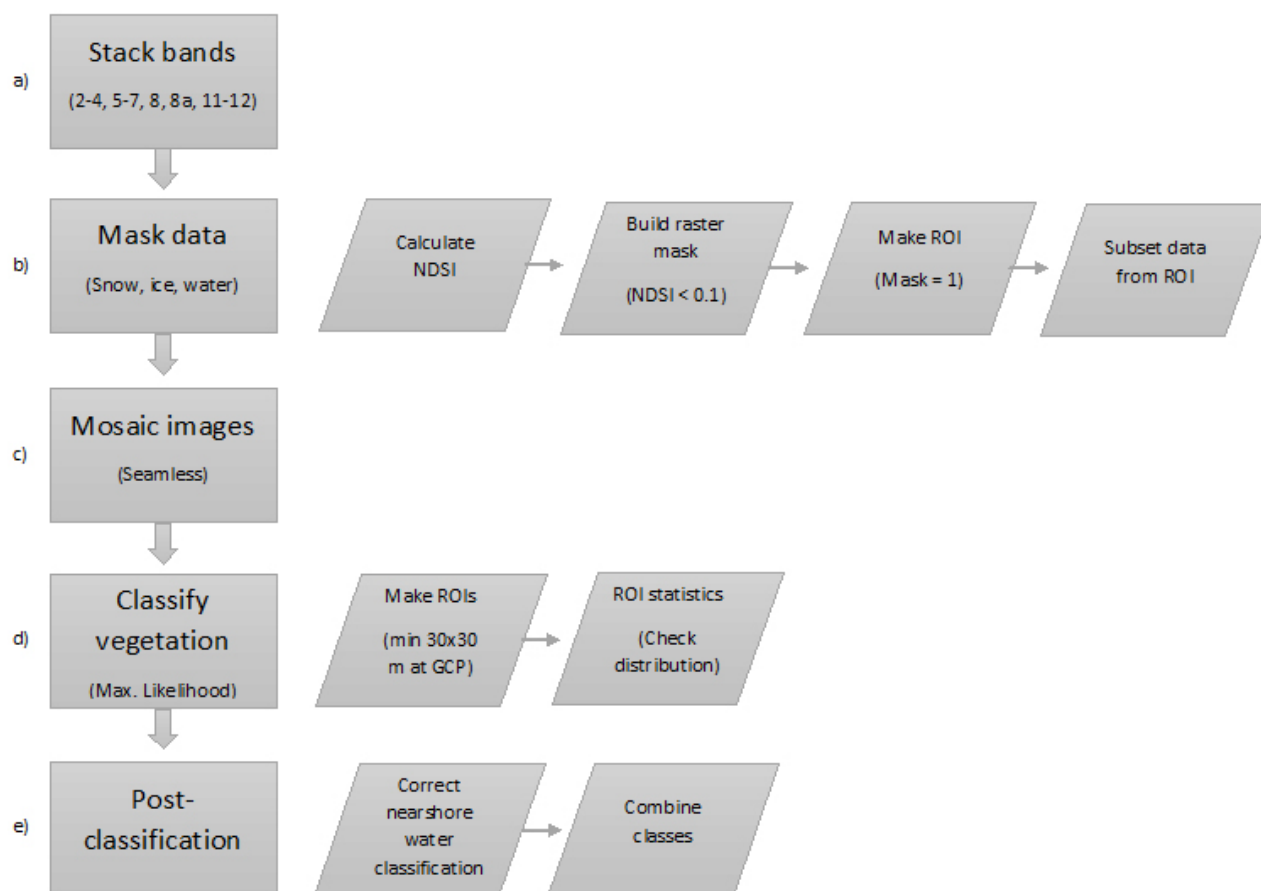 a)
Stack bands
(2-4, 5-7, 8, 8a, 11-12)
b)
Mask data
(Snow, ice, water)
Calculate
NDSI
Build raster
mask
(NDSI < 0.1)
Make ROI
(Mask = 1)
Subset data
from ROI
c)
Mosaic images
(Seamless)
d)
Classify
vegetation
(Max. Likelihood)
Make ROIs
(min 30x30
m at GCP)
ROI statistics
(Check
distribution)
e)
Post-
classification
Correct
nearshore
water
classification
Combine
classes